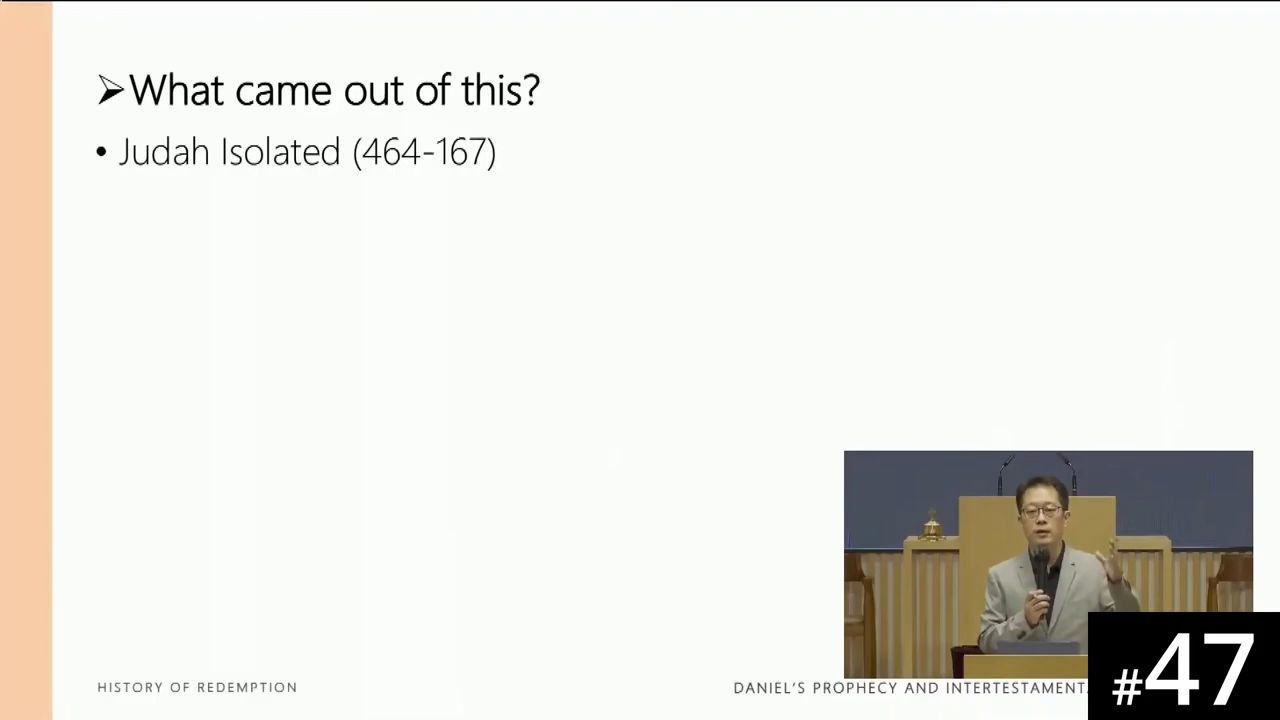 ➢What came out of this?
• Judah Isolated (464-167)
HISTORY OF REDEMPTION
DANIEL'S PROPHECY AND INTERTESTAMENT
#47